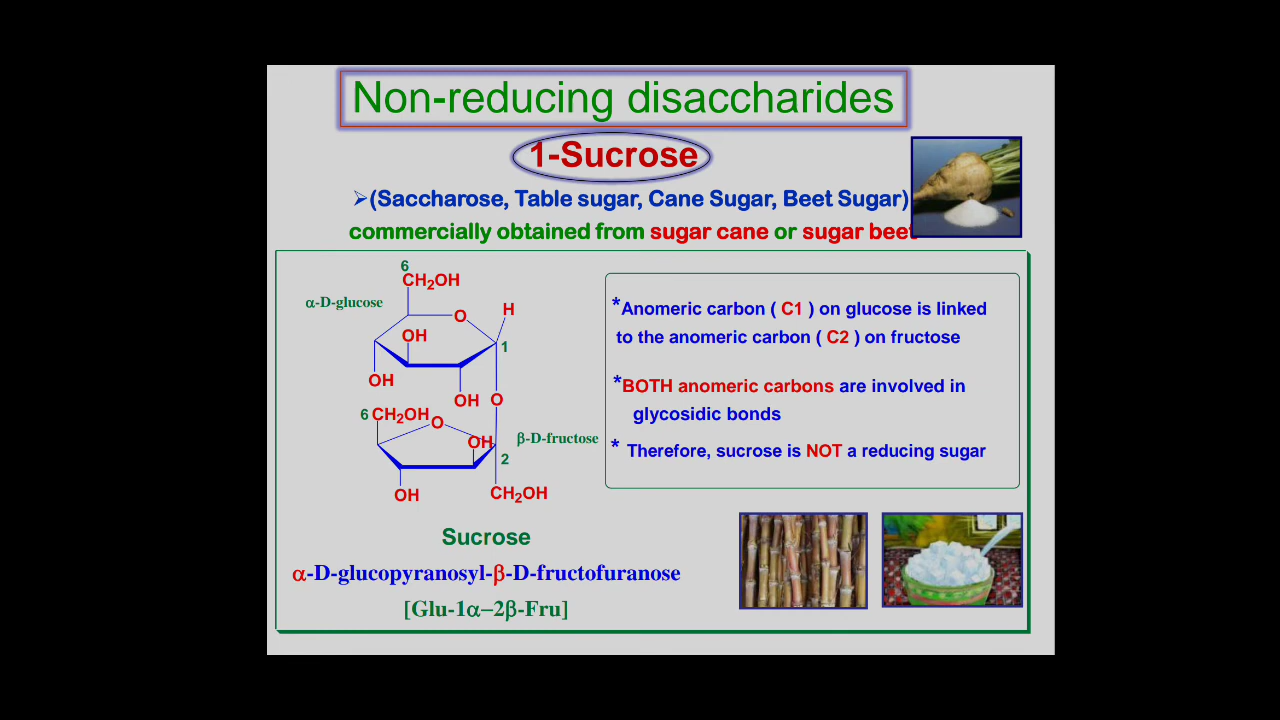 Non-reducing disaccharides
1-Sucrose
➢(Saccharose, Table sugar, Cane Sugar, Beet Sugar)
commercially obtained from sugar cane or sugar beet
6
CH₂OH
α-D-glucose
O
H
OH
1
OH
OH
O
6 CH₂OH
O
OH
β-D-fructose
2
OH
CH₂OH
Sucrose
α-D-glucopyranosyl-β-D-fructofuranose
[Glu-1α–2β-Fru]
*Anomeric carbon ( C1 ) on glucose is linked
to the anomeric carbon ( C2 ) on fructose
*BOTH anomeric carbons are involved in
glycosidic bonds
* Therefore, sucrose is NOT a reducing sugar